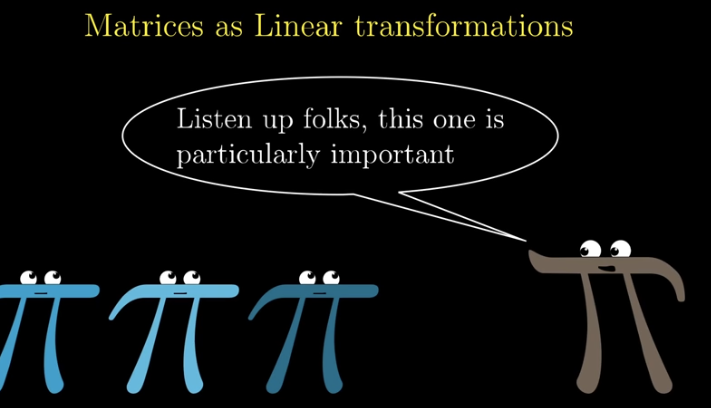 Matrices as Linear transformations
Listen up folks, this one is
particularly important